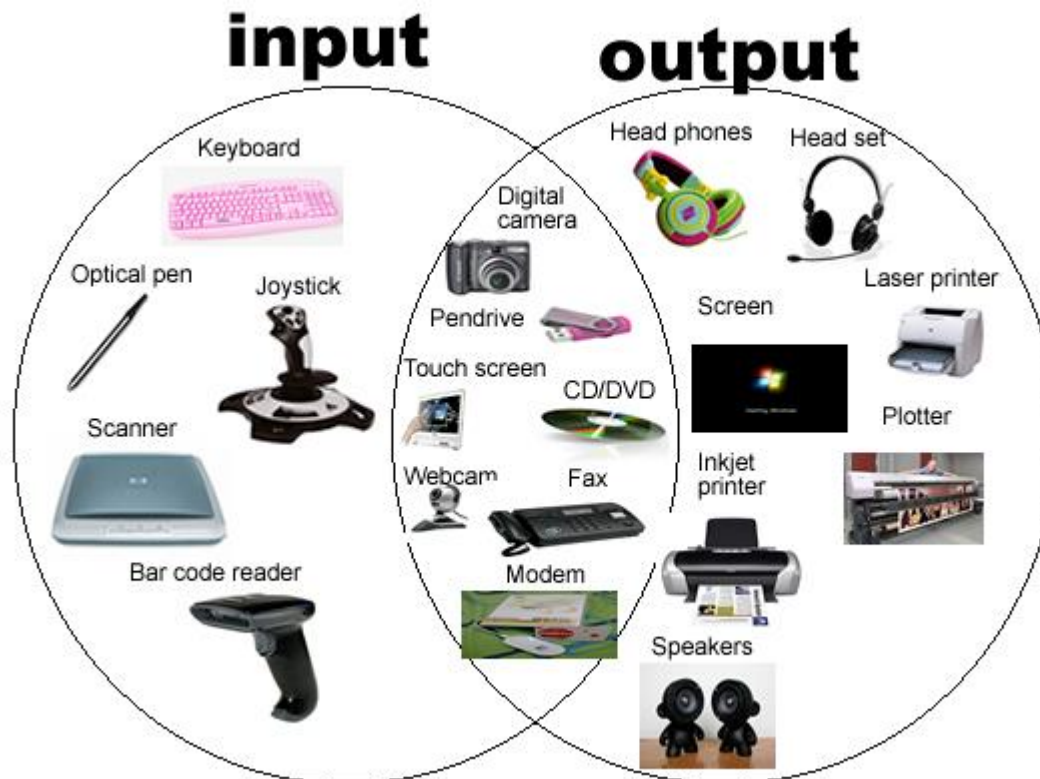 input
output
Keyboard
Optical pen
Joystick
Scanner
Bar code reader
Digital
camera
Pendrive
Touch screen
CD/DVD
Webcam
Fax
Modem
Head phones
Head set
Screen
Laser printer
Plotter
Inkjet
printer
Speakers